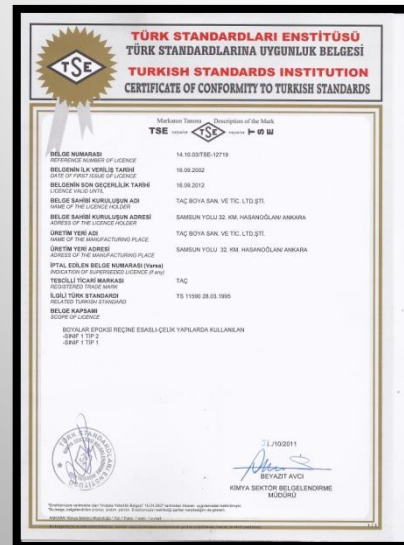 TÜRK STANDARDLARI ENSTİTÜSÜ
TÜRK STANDARDLARINA UYGUNLUK BELGESİ
TURKISH STANDARDS INSTITUTION
CERTIFICATE OF CONFORMITY TO TURKISH STANDARDS
TSE
Markanın Tanımı Description of the Mark
TSE veya/or TSE veya/or TSE
BELGE NUMARASI 14.10.03/TSE-12719
REFERENCE NUMBER OF LICENCE
BELGENİN İLK VERİLİŞ TARİHİ 16.09.2002
DATE OF FIRST ISSUE OF LICENCE
BELGENİN SON GEÇERLİLİK TARİHİ 16.09.2012
LICENCE VALID UNTIL
BELGE SAHİBİ KURULUŞUN ADI TAÇ BOYA SAN. VE TİC. LTD.ŞTİ.
NAME OF THE LICENCE HOLDER
BELGE SAHİBİ KURULUŞUN ADRESİ SAMSUN YOLU 32. KM. HASANOĞLANI ANKARA
ADRESS OF THE LICENCE HOLDER
ÜRETİM YERİ ADI TAÇ BOYA SAN. VE TİC. LTD.ŞTİ.
NAME OF THE MANUFACTURING PLACE
ÜRETİM YERİ ADRESİ SAMSUN YOLU 32. KM. HASANOĞLANI ANKARA
ADRESS OF THE MANUFACTURING PLACE
İPTAL EDİLEN BELGE NUMARASI (Varsa)
INDICATION OF SUPERSEDED LICENCE (if any)
TESCİLLİ TİCARİ MARKASI TAÇ
REGISTERED TRADE MARK
İLGİLİ TÜRK STANDARDI TS 11590 28.03.1995
RELATED TURKISH STANDARD
BELGE KAPSAMI
SCOPE OF LICENCE
BOYALAR EPOKSİ REÇİNE ESASLI-ÇELİK YAPILARDA KULLANILAN
-SINIF 1 TİP 2
-SINIF 1 TİP 1
/10/2011
BEYAZIT AVCI
KİMYA SEKTÖR BELGELENDİRME
MÜDÜRÜ